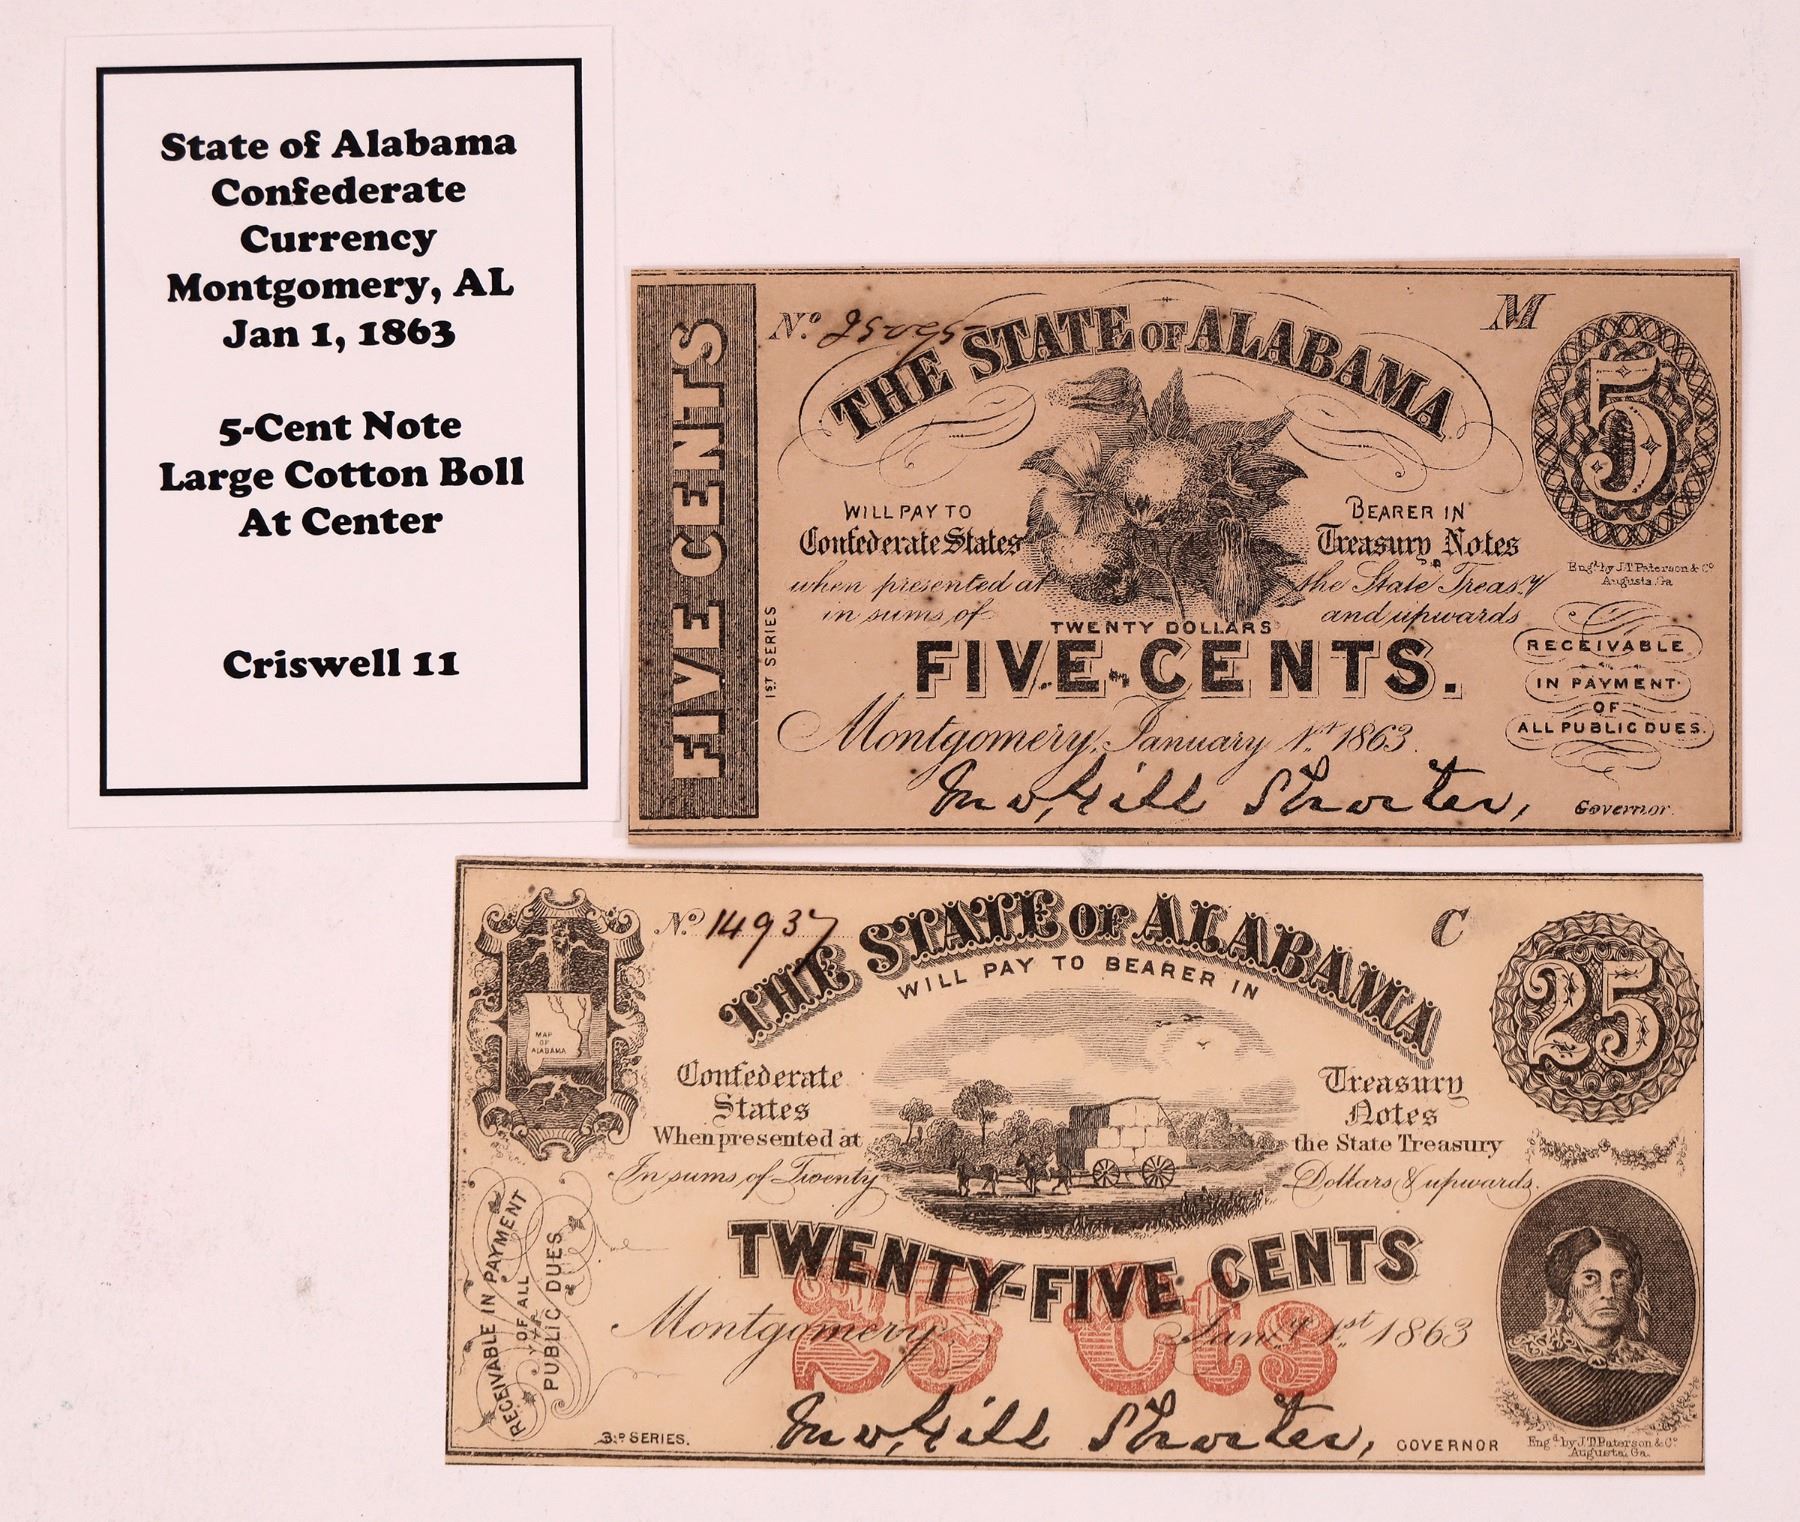 State of Alabama
Confederate
Currency
Montgomery, AL
Jan 1, 1863
5-Cent Note
Large Cotton Boll
At Center
Criswell 11
FIVE CENTS
1ST SERIES
No.
M
THE STATE OF ALABAMA
5
WILL PAY TO
BEARER IN
Confederate States
Treasury Notes
when presented at
the State Treas.y
in sums of
and upwards
TWENTY DOLLARS
FIVE CENTS.
Montgomery, January 1st 1863.
Jno. Gill Shorter,
Governor.
Engd. by J.T. Paterson & Co
Augusta, Ga
RECEIVABLE
IN PAYMENT
OF
ALL PUBLIC DUES.
No. 14937
C
THE STATE OF ALABAMA
25
WILL PAY TO BEARER IN
MAP
OF
ALABAMA
Confederate
States
Treasury
Notes
When presented at
the State Treasury
In sums of Twenty
Dollars & upwards.
TWENTY-FIVE CENTS
25 Cts
Montgomery
Jan.y 1st 1863
RECEIVABLE IN PAYMENT
OF ALL
PUBLIC DUES.
3.D SERIES.
Jno. Gill Shorter,
GOVERNOR
Engd. by J.T. Paterson & Co
Augusta, Ga.